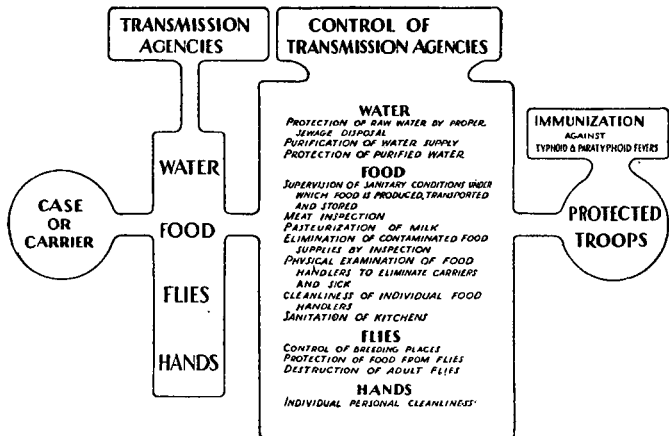 TRANSMISSION
AGENCIES
CONTROL OF
TRANSMISSION AGENCIES
CASE
OR
CARRIER
WATER
FOOD
FLIES
HANDS
WATER
PROTECTION OF RAW WATER BY PROPER
SEWAGE DISPOSAL
PURIFICATION OF WATER SUPPLY
PROTECTION OF PURIFIED WATER
FOOD
SUPERVISION OF SANITARY CONDITIONS UNDER
WHICH FOOD IS PRODUCED, TRANSPORTED
AND STORED
MEAT INSPECTION
PASTEURIZATION OF MILK
ELIMINATION OF CONTAMINATED FOOD
SUPPLIES BY INSPECTION
PHYSICAL EXAMINATION OF FOOD
HANDLERS TO ELIMINATE CARRIERS
AND SICK
CLEANLINESS OF INDIVIDUAL FOOD
HANDLERS
SANITATION OF KITCHENS
FLIES
CONTROL OF BREEDING PLACES
PROTECTION OF FOOD FROM FLIES
DESTRUCTION OF ADULT FLIES
HANDS
INDIVIDUAL PERSONAL CLEANLINESS
IMMUNIZATION
AGAINST
TYPHOID & PARATYPHOID FEVERS
PROTECTED
TROOPS